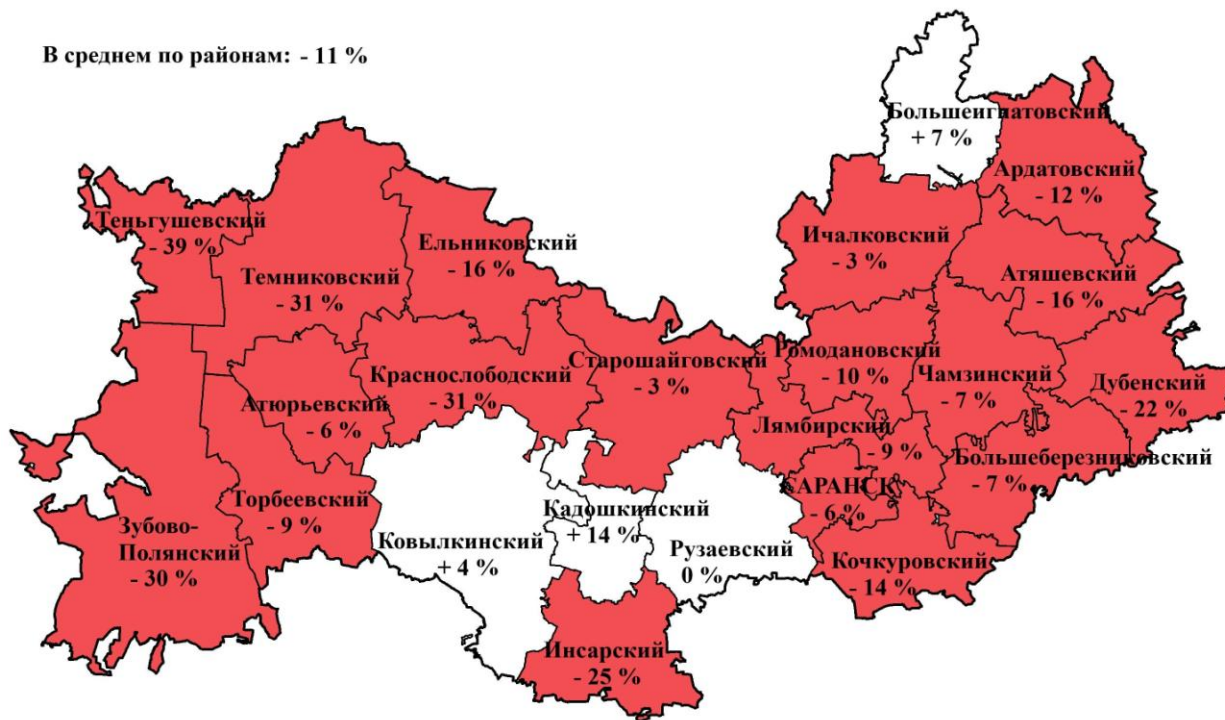 В среднем по районам: - 11 %
Большеигнатовский
+ 7 %
Ардатовский
- 12 %
Теньгушевский
- 39 %
Ельниковский
- 16 %
Ичалковский
- 3 %
Темниковский
- 31 %
Атяшевский
- 16 %
Старошайговский
- 3 %
Ромодановский
- 10 %
Краснослободский
- 31 %
Чамзинский
- 7 %
Дубенский
- 22 %
Атюрьевский
- 6 %
Лямбирский
- 9 %
Большеберезниковский
- 7 %
САРАНСК
- 6 %
Торбеевский
- 9 %
Кадошкинский
+ 14 %
Зубово-
Полянский
- 30 %
Ковылкинский
+ 4 %
Рузаевский
0 %
Кочкуровский
- 14 %
Инсарский
- 25 %